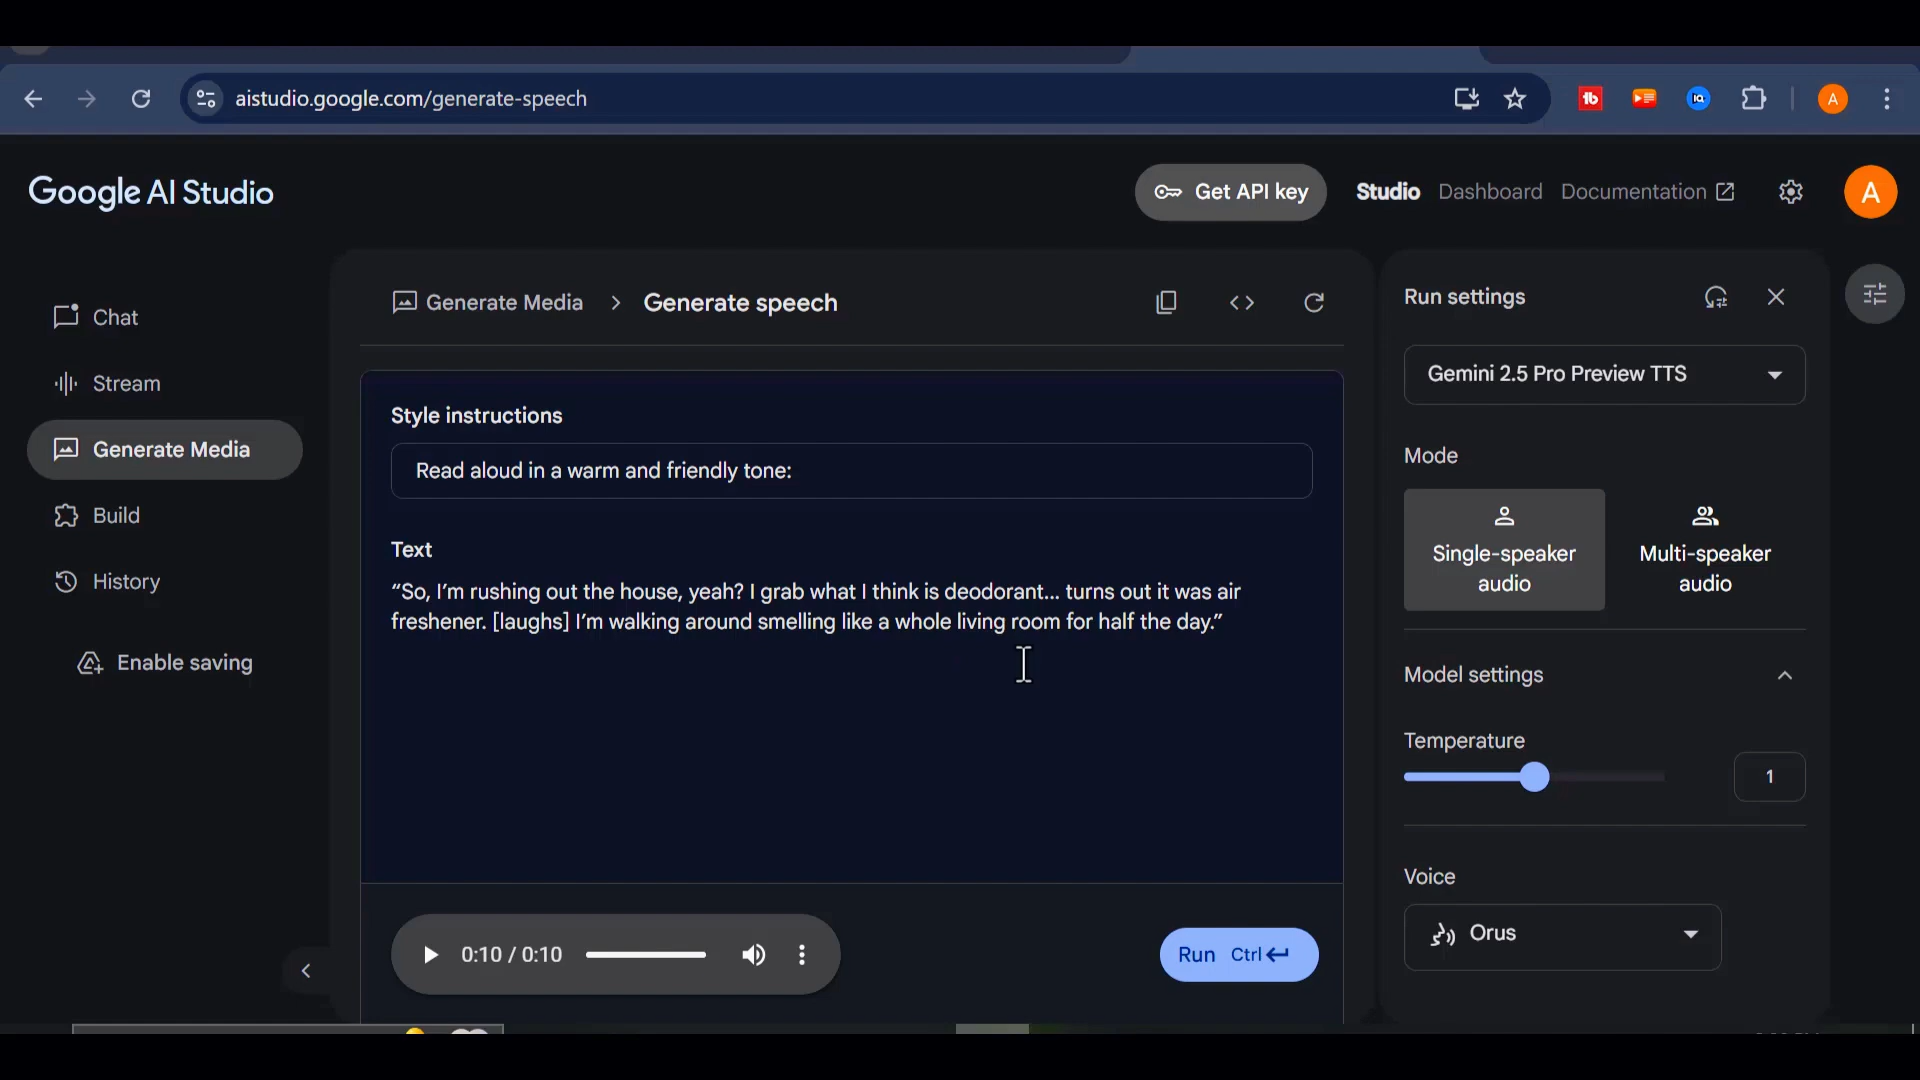 aistudio.google.com/generate-speech
tb
IQ
A
Google AI Studio
Get API key
Studio
Dashboard
Documentation
A
Chat
Stream
Generate Media
Build
History
Enable saving
Generate Media > Generate speech
Style instructions
Read aloud in a warm and friendly tone:
Text
“So, I’m rushing out the house, yeah? I grab what I think is deodorant... turns out it was air
freshener. [laughs] I’m walking around smelling like a whole living room for half the day.”
0:10 / 0:10
Run Ctrl
Run settings
Gemini 2.5 Pro Preview TTS
Mode
Single-speaker
audio
Multi-speaker
audio
Model settings
Temperature
1
Voice
Orus